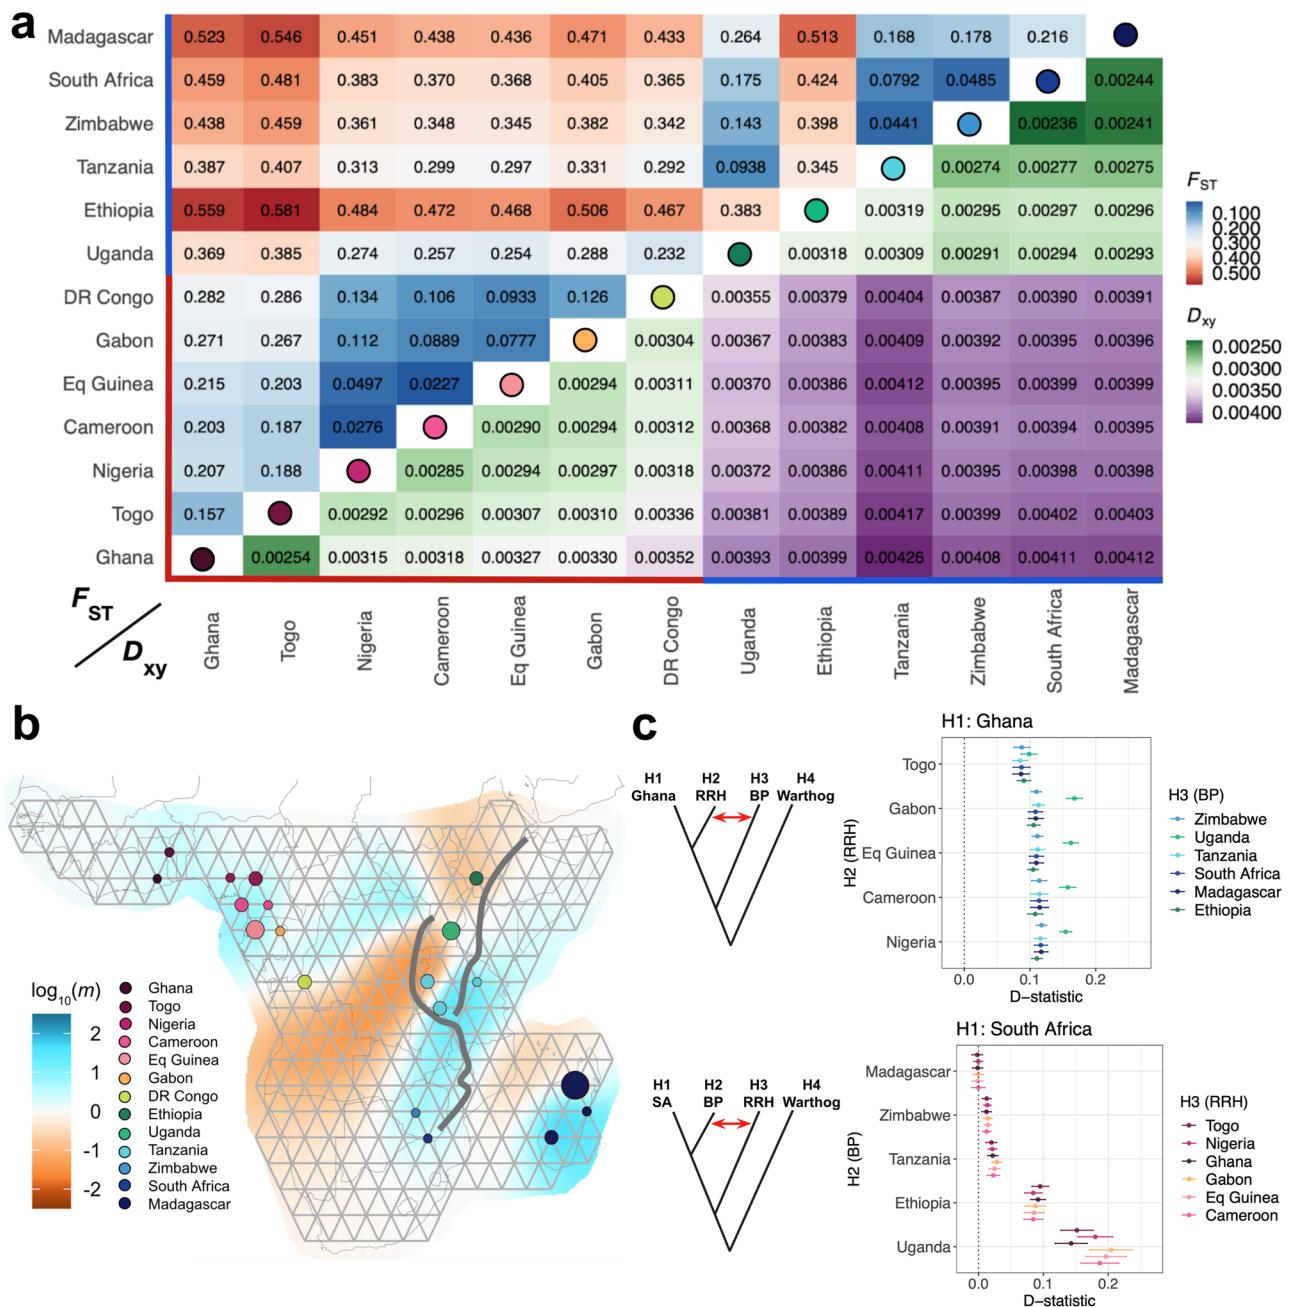 a
Madagascar 0.523 0.546 0.451 0.438 0.436 0.471 0.433 0.264 0.513 0.168 0.178 0.216
South Africa 0.459 0.481 0.383 0.370 0.368 0.405 0.365 0.175 0.424 0.0792 0.0485 0.00244
Zimbabwe 0.438 0.459 0.361 0.348 0.345 0.382 0.342 0.143 0.398 0.0441 0.00236 0.00241
Tanzania 0.387 0.407 0.313 0.299 0.297 0.331 0.292 0.0938 0.345 0.00274 0.00277 0.00275
Ethiopia 0.559 0.581 0.484 0.472 0.468 0.506 0.467 0.383 0.00319 0.00295 0.00297 0.00296
Uganda 0.369 0.385 0.274 0.257 0.254 0.288 0.232 0.00318 0.00309 0.00291 0.00294 0.00293
DR Congo 0.282 0.286 0.134 0.106 0.0933 0.126 0.00355 0.00379 0.00404 0.00387 0.00390 0.00391
Gabon 0.271 0.267 0.112 0.0889 0.0777 0.00304 0.00367 0.00383 0.00409 0.00392 0.00395 0.00396
Eq Guinea 0.215 0.203 0.0497 0.0227 0.00294 0.00311 0.00370 0.00386 0.00412 0.00395 0.00399 0.00399
Cameroon 0.203 0.187 0.0276 0.00290 0.00294 0.00312 0.00368 0.00382 0.00408 0.00391 0.00394 0.00395
Nigeria 0.207 0.188 0.00285 0.00294 0.00297 0.00318 0.00372 0.00386 0.00411 0.00395 0.00398 0.00398
Togo 0.157 0.00292 0.00296 0.00307 0.00310 0.00336 0.00381 0.00389 0.00417 0.00399 0.00402 0.00403
Ghana 0.00254 0.00315 0.00318 0.00327 0.00330 0.00352 0.00393 0.00399 0.00426 0.00408 0.00411 0.00412
FST
Dxy
Ghana Togo Nigeria Cameroon Eq Guinea Gabon DR Congo Uganda Ethiopia Tanzania Zimbabwe South Africa Madagascar
FST
0.100
0.200
0.300
0.400
0.500
Dxy
0.00250
0.00300
0.00350
0.00400
b
log10(m)
2
1
0
-1
-2
Ghana
Togo
Nigeria
Cameroon
Eq Guinea
Gabon
DR Congo
Ethiopia
Uganda
Tanzania
Zimbabwe
South Africa
Madagascar
c
H1 H2 H3 H4
Ghana RRH BP Warthog
H1: Ghana
H2 (RRH)
Togo
Gabon
Eq Guinea
Cameroon
Nigeria
0.0 0.1 0.2
D−statistic
H3 (BP)
Zimbabwe
Uganda
Tanzania
South Africa
Madagascar
Ethiopia
H1 H2 H3 H4
SA BP RRH Warthog
H1: South Africa
H2 (BP)
Madagascar
Zimbabwe
Tanzania
Ethiopia
Uganda
0.0 0.1 0.2
D−statistic
H3 (RRH)
Togo
Nigeria
Ghana
Gabon
Eq Guinea
Cameroon